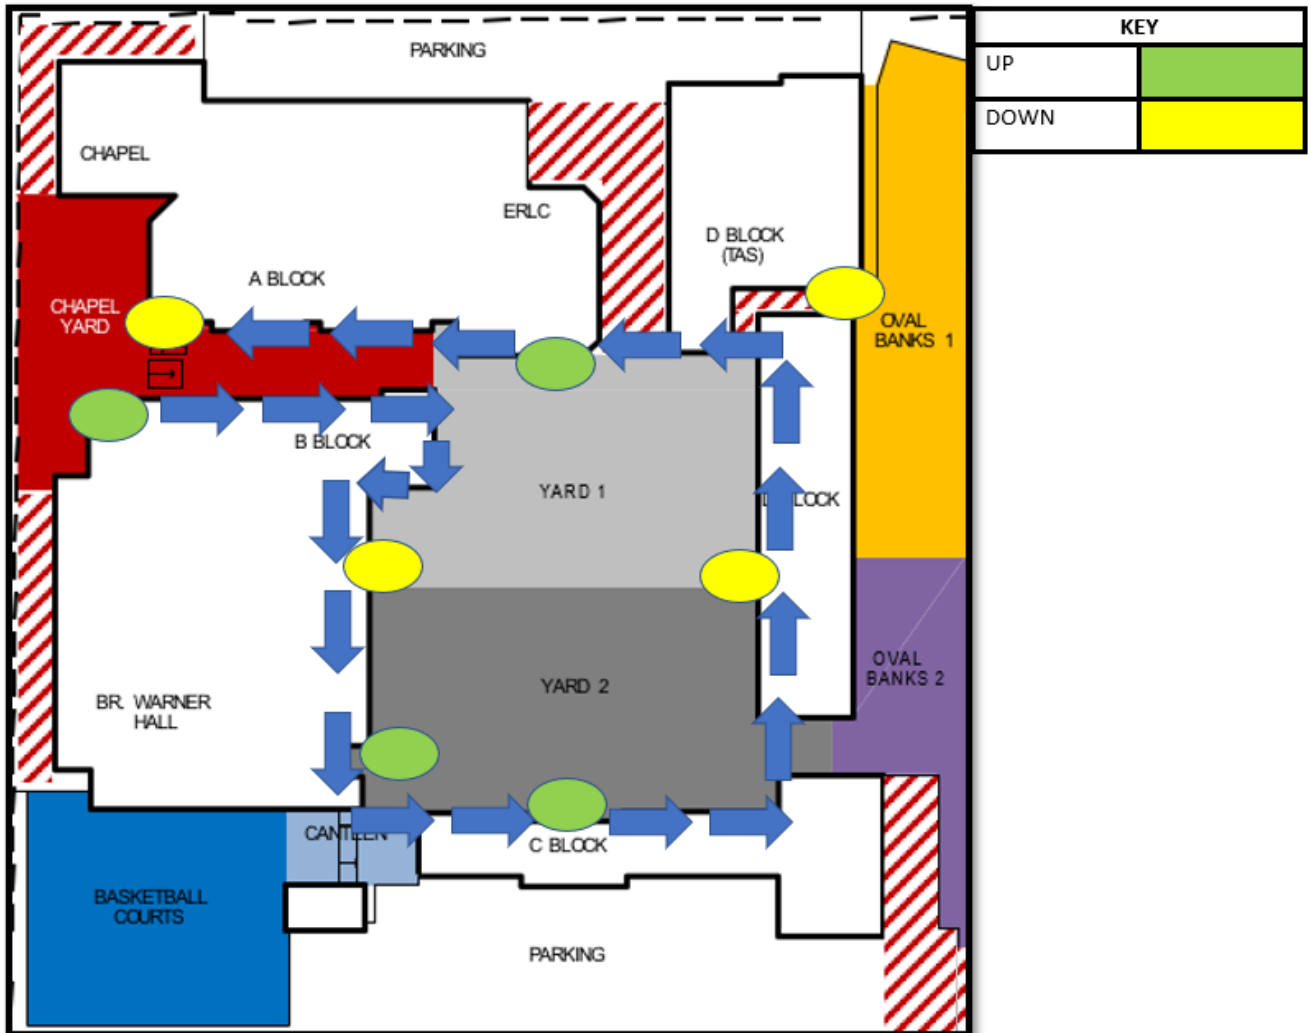 KEY
UP
DOWN
PARKING
CHAPEL
ERLC
D BLOCK
(TAS)
A BLOCK
CHAPEL
YARD
OVAL
BANKS 1
B BLOCK
YARD 1
LOCK
OVAL
BANKS 2
YARD 2
BR. WARNER
HALL
CANTEEN
C BLOCK
BASKETBALL
COURTS
PARKING